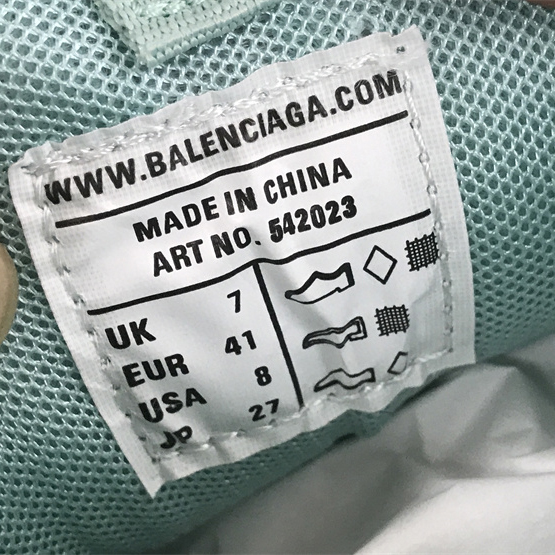 WWW.BALENCIAGA.COM
MADE IN CHINA
ART NO. 542023
UK 7
EUR 41
USA 8
JP 27